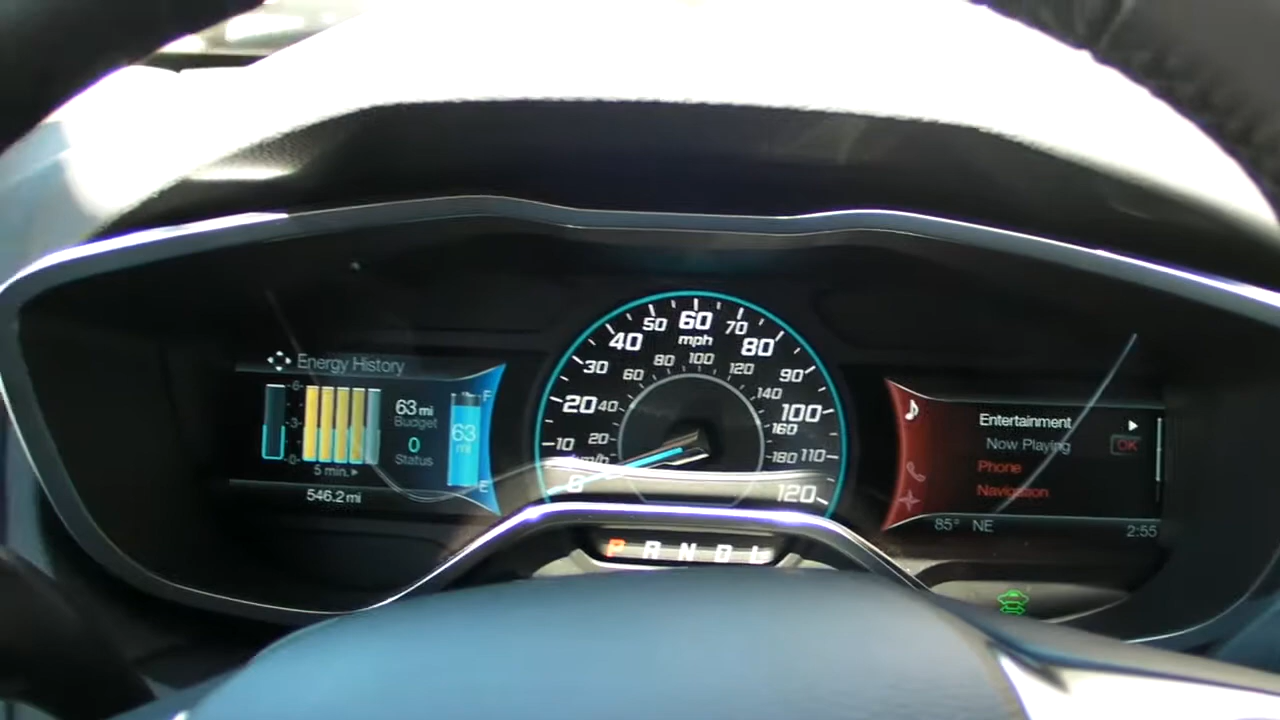 Energy History
6
3
0
5 min.
546.2 mi
63 mi
Budget
0
Status
F
63
mi
E
0
10
20
30
40
50
60
70
80
90
100
110
120
mph
20
40
60
80
100
120
140
160
180
km/h
P R N D L
Entertainment
Now Playing
OK
Phone
Navigation
85° NE
2:55